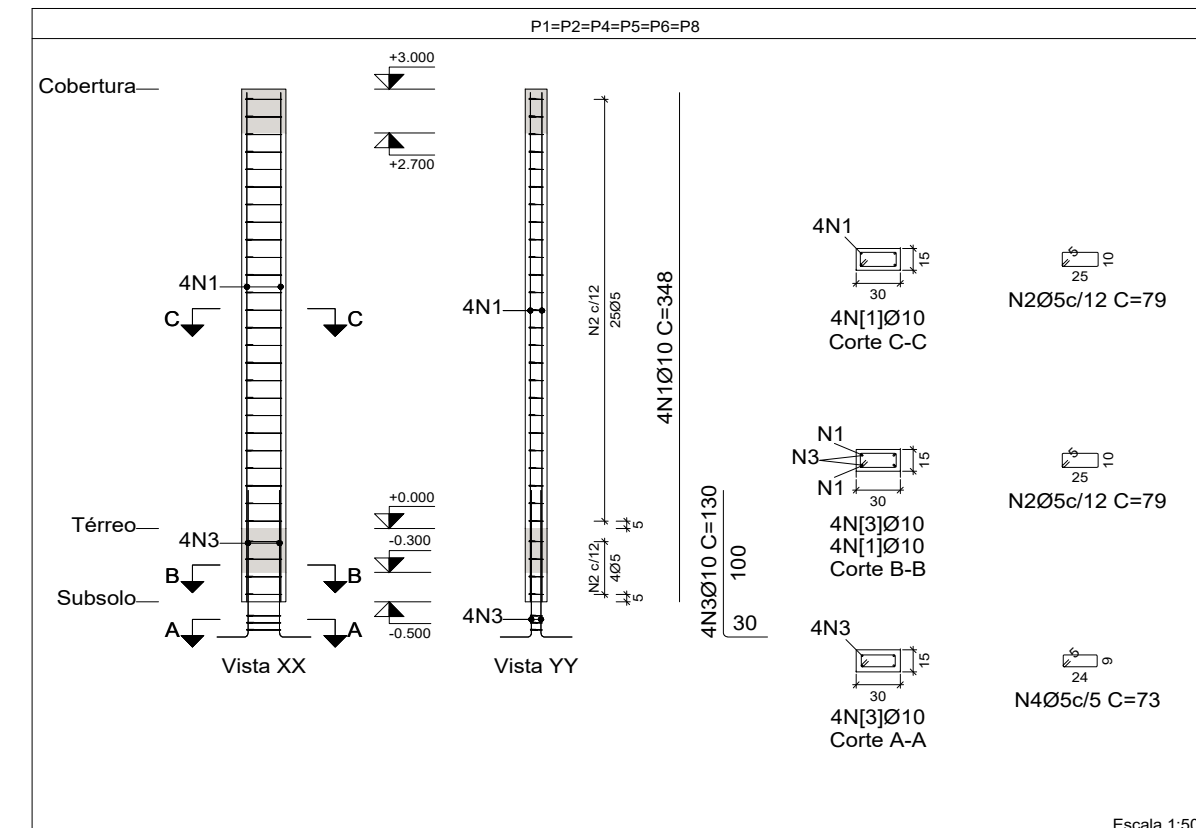 P1=P2=P4=P5=P6=P8
Cobertura
+3.000
+2.700
4N1
C
C
Térreo
+0.000
4N3
-0.300
B
B
Subsolo
-0.500
A
A
Vista XX
4N1
4N3
Vista YY
N2 c/12
25Ø5
5
N2 c/12
4Ø5
5
4N1Ø10 C=348
4N3Ø10 C=130
100
30
4N1
15
30
4N[1]Ø10
Corte C-C
5
10
25
N2Ø5c/12 C=79
N1
N3
N1
15
30
4N[3]Ø10
4N[1]Ø10
Corte B-B
5
10
25
N2Ø5c/12 C=79
4N3
15
30
4N[3]Ø10
Corte A-A
5
9
24
N4Ø5c/5 C=73
Escala 1:50